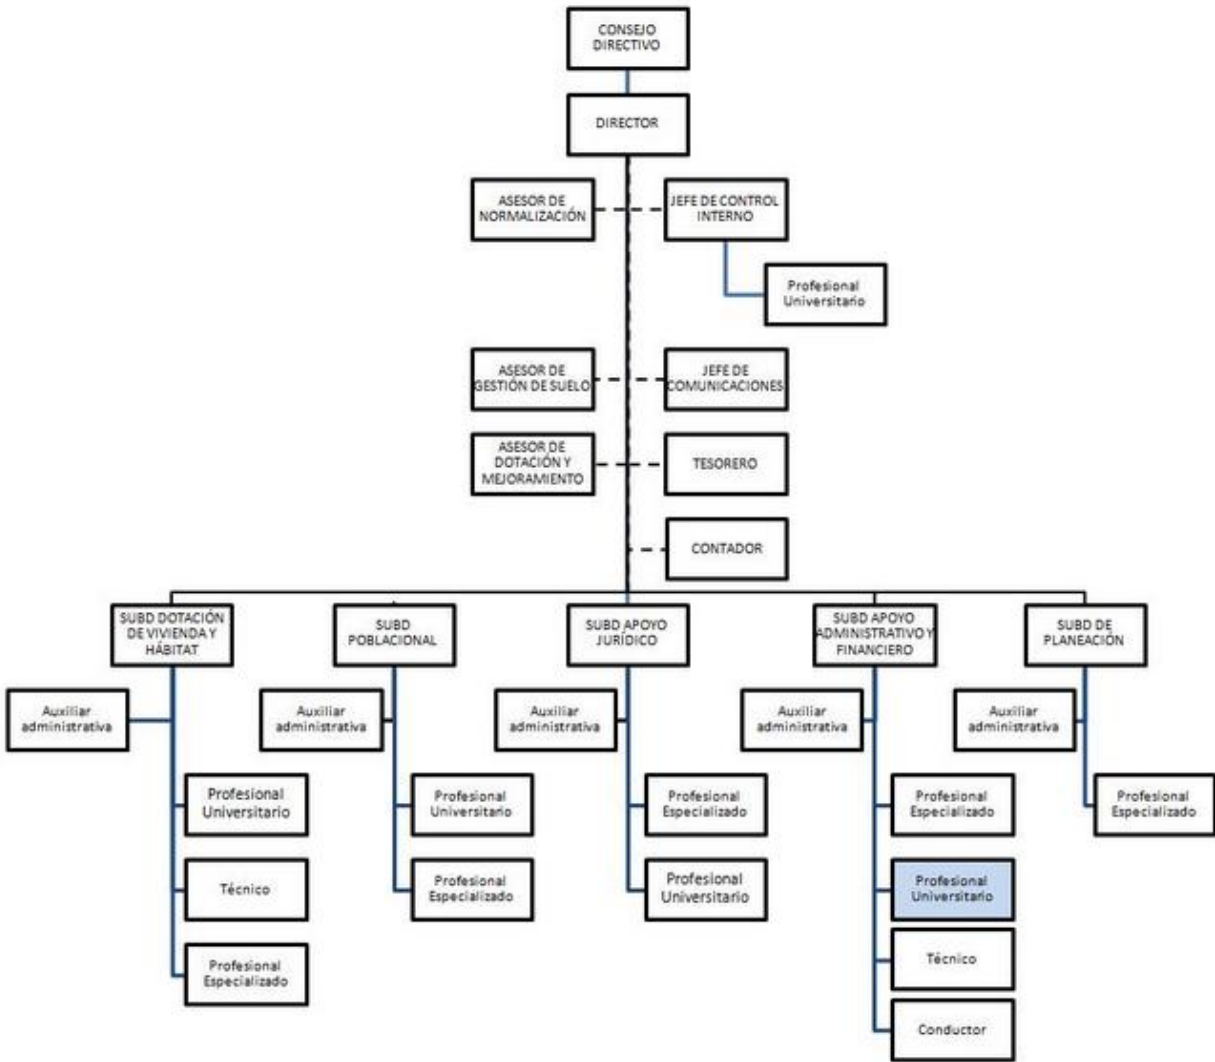 CONSEJO
DIRECTIVO
DIRECTOR
ASESOR DE
NORMALIZACIÓN
JEFE DE CONTROL
INTERNO
Profesional
Universitario
ASESOR DE
GESTIÓN DE SUELO
JEFE DE
COMUNICACIONES
ASESOR DE
DOTACIÓN Y
MEJORAMIENTO
TESORERO
CONTADOR
SUBD DOTACIÓN
DE VIVIENDA Y
HÁBITAT
SUBD
POBLACIONAL
SUBD APOYO
JURÍDICO
SUBD APOYO
ADMINISTRATIVO Y
FINANCIERO
SUBD DE
PLANEACIÓN
Auxiliar
administrativa
Auxiliar
administrativa
Auxiliar
administrativa
Auxiliar
administrativa
Auxiliar
administrativa
Profesional
Universitario
Profesional
Universitario
Profesional
Especializado
Profesional
Especializado
Profesional
Especializado
Técnico
Profesional
Especializado
Profesional
Universitario
Profesional
Universitario
Profesional
Especializado
Técnico
Conductor